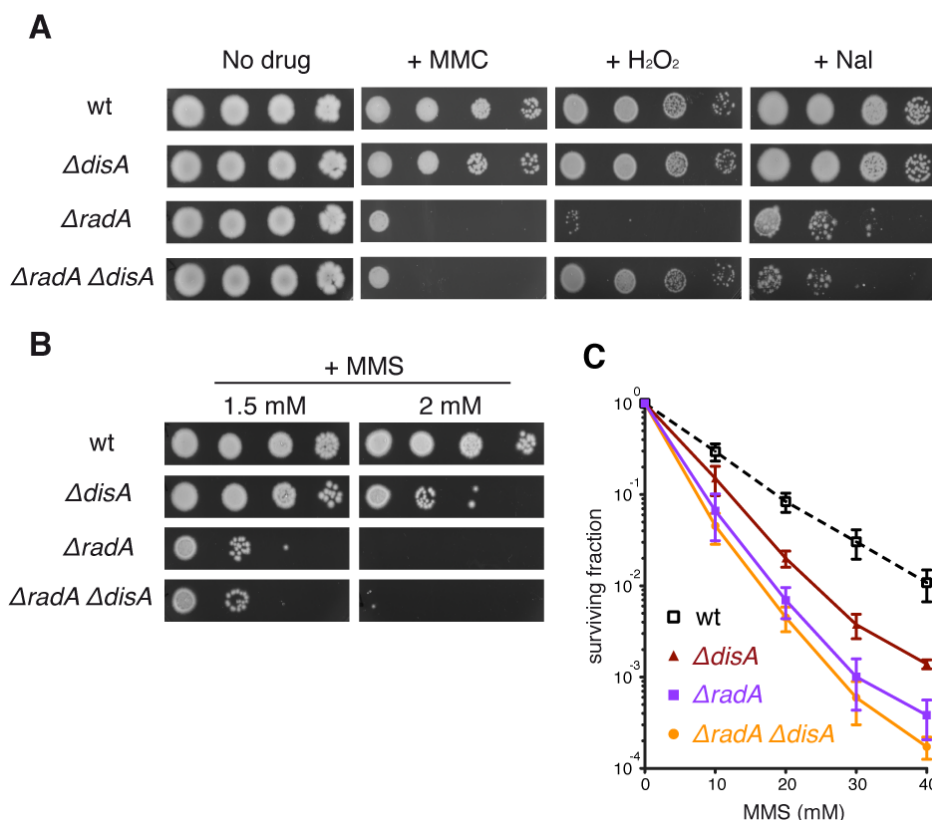 A
No drug + MMC + H₂O₂ + Nal
wt
ΔdisA
ΔradA
ΔradA ΔdisA
B
+ MMS
1.5 mM 2 mM
wt
ΔdisA
ΔradA
ΔradA ΔdisA
C
surviving fraction
10⁰
10⁻¹
10⁻²
10⁻³
10⁻⁴
wt
ΔdisA
ΔradA
ΔradA ΔdisA
0 10 20 30 40
MMS (mM)